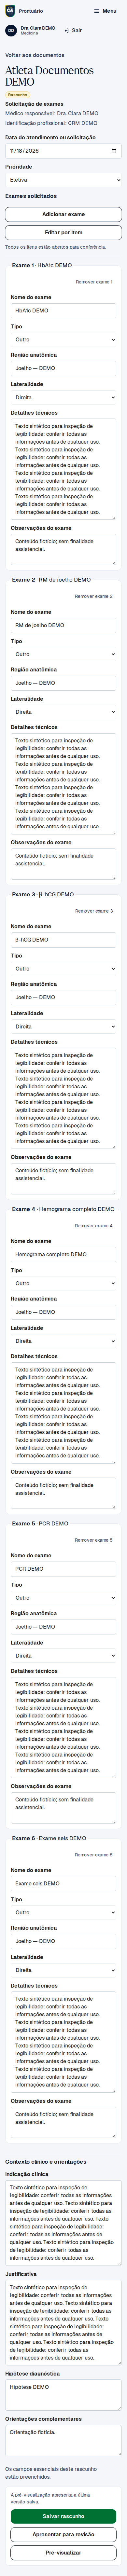 Prontuário
Menu
DD
Dra. Clara DEMO
Medicina
Sair
Voltar aos documentos
Atleta Documentos
DEMO
Rascunho
Solicitação de exames
Médico responsável: Dra. Clara DEMO
Identificação profissional: CRM DEMO
Data do atendimento ou solicitação
11/18/2026
Prioridade
Eletiva
Exames solicitados
Adicionar exame
Editar por item
Todos os itens estão abertos para conferência.
Exame 1 · HbA1c DEMO
Remover exame 1
Nome do exame
HbA1c DEMO
Tipo
Outro
Região anatômica
Joelho — DEMO
Lateralidade
Direita
Detalhes técnicos
Texto sintético para inspeção de
legibilidade: conferir todas as
informações antes de qualquer uso.
Texto sintético para inspeção de
legibilidade: conferir todas as
informações antes de qualquer uso.
Texto sintético para inspeção de
legibilidade: conferir todas as
informações antes de qualquer uso.
Texto sintético para inspeção de
legibilidade: conferir todas as
informações antes de qualquer uso.
Observações do exame
Conteúdo fictício; sem finalidade
assistencial.
Exame 2 · RM de joelho DEMO
Remover exame 2
Nome do exame
RM de joelho DEMO
Tipo
Outro
Região anatômica
Joelho — DEMO
Lateralidade
Direita
Detalhes técnicos
Texto sintético para inspeção de
legibilidade: conferir todas as
informações antes de qualquer uso.
Texto sintético para inspeção de
legibilidade: conferir todas as
informações antes de qualquer uso.
Texto sintético para inspeção de
legibilidade: conferir todas as
informações antes de qualquer uso.
Texto sintético para inspeção de
legibilidade: conferir todas as
informações antes de qualquer uso.
Observações do exame
Conteúdo fictício; sem finalidade
assistencial.
Exame 3 · β-hCG DEMO
Remover exame 3
Nome do exame
β-hCG DEMO
Tipo
Outro
Região anatômica
Joelho — DEMO
Lateralidade
Direita
Detalhes técnicos
Texto sintético para inspeção de
legibilidade: conferir todas as
informações antes de qualquer uso.
Texto sintético para inspeção de
legibilidade: conferir todas as
informações antes de qualquer uso.
Texto sintético para inspeção de
legibilidade: conferir todas as
informações antes de qualquer uso.
Texto sintético para inspeção de
legibilidade: conferir todas as
informações antes de qualquer uso.
Observações do exame
Conteúdo fictício; sem finalidade
assistencial.
Exame 4 · Hemograma completo DEMO
Remover exame 4
Nome do exame
Hemograma completo DEMO
Tipo
Outro
Região anatômica
Joelho — DEMO
Lateralidade
Direita
Detalhes técnicos
Texto sintético para inspeção de
legibilidade: conferir todas as
informações antes de qualquer uso.
Texto sintético para inspeção de
legibilidade: conferir todas as
informações antes de qualquer uso.
Texto sintético para inspeção de
legibilidade: conferir todas as
informações antes de qualquer uso.
Texto sintético para inspeção de
legibilidade: conferir todas as
informações antes de qualquer uso.
Observações do exame
Conteúdo fictício; sem finalidade
assistencial.
Exame 5 · PCR DEMO
Remover exame 5
Nome do exame
PCR DEMO
Tipo
Outro
Região anatômica
Joelho — DEMO
Lateralidade
Direita
Detalhes técnicos
Texto sintético para inspeção de
legibilidade: conferir todas as
informações antes de qualquer uso.
Texto sintético para inspeção de
legibilidade: conferir todas as
informações antes de qualquer uso.
Texto sintético para inspeção de
legibilidade: conferir todas as
informações antes de qualquer uso.
Texto sintético para inspeção de
legibilidade: conferir todas as
informações antes de qualquer uso.
Observações do exame
Conteúdo fictício; sem finalidade
assistencial.
Exame 6 · Exame seis DEMO
Remover exame 6
Nome do exame
Exame seis DEMO
Tipo
Outro
Região anatômica
Joelho — DEMO
Lateralidade
Direita
Detalhes técnicos
Texto sintético para inspeção de
legibilidade: conferir todas as
informações antes de qualquer uso.
Texto sintético para inspeção de
legibilidade: conferir todas as
informações antes de qualquer uso.
Texto sintético para inspeção de
legibilidade: conferir todas as
informações antes de qualquer uso.
Texto sintético para inspeção de
legibilidade: conferir todas as
informações antes de qualquer uso.
Observações do exame
Conteúdo fictício; sem finalidade
assistencial.
Contexto clínico e orientações
Indicação clínica
Texto sintético para inspeção de
legibilidade: conferir todas as informações
antes de qualquer uso. Texto sintético para
inspeção de legibilidade: conferir todas as
informações antes de qualquer uso. Texto
sintético para inspeção de legibilidade:
conferir todas as informações antes de
qualquer uso. Texto sintético para inspeção
de legibilidade: conferir todas as
informações antes de qualquer uso.
Justificativa
Texto sintético para inspeção de
legibilidade: conferir todas as informações
antes de qualquer uso. Texto sintético para
inspeção de legibilidade: conferir todas as
informações antes de qualquer uso. Texto
sintético para inspeção de legibilidade:
conferir todas as informações antes de
qualquer uso. Texto sintético para inspeção
de legibilidade: conferir todas as
informações antes de qualquer uso.
Hipótese diagnóstica
Hipótese DEMO
Orientações complementares
Orientação fictícia.
Os campos essenciais deste rascunho
estão preenchidos.
A pré-visualização apresenta a última
versão salva.
Salvar rascunho
Apresentar para revisão
Pré-visualizar